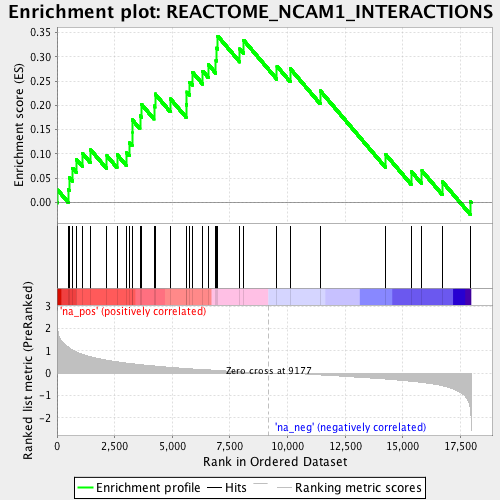 Enrichment plot: REACTOME_NCAM1_INTERACTIONS
Enrichment score (ES)
0.35
0.30
0.25
0.20
0.15
0.10
0.05
0.00
'na_pos' (positively correlated)
Ranked list metric (PreRanked)
3
2
1
0
-1
-2
Zero cross at 9177
'na_neg' (negatively correlated)
0
2,500
5,000
7,500
10,000
12,500
15,000
17,500
Rank in Ordered Dataset
Enrichment profile
Hits
Ranking metric scores